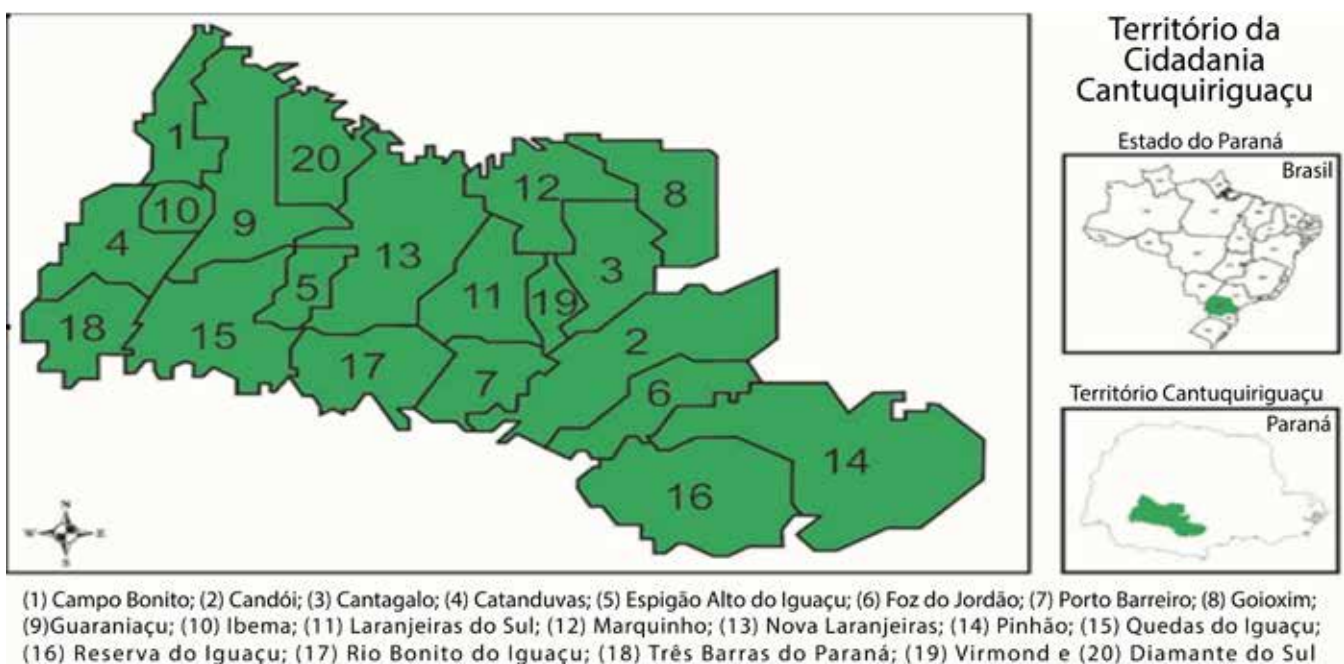 Território da
Cidadania
Cantuquiriguaçu
Estado do Paraná
Brasil
Território Cantuquiriguaçu
Paraná
1
20
12
8
10
9
4
13
3
5
11
19
18
15
2
17
7
6
14
16
N
W
E
S
(1) Campo Bonito; (2) Candói; (3) Cantagalo; (4) Catanduvas; (5) Espigão Alto do Iguaçu; (6) Foz do Jordão; (7) Porto Barreiro; (8) Goioxim;
(9)Guaraniaçu; (10) Ibema; (11) Laranjeiras do Sul; (12) Marquinho; (13) Nova Laranjeiras; (14) Pinhão; (15) Quedas do Iguaçu;
(16) Reserva do Iguaçu; (17) Rio Bonito do Iguaçu; (18) Três Barras do Paraná; (19) Virmond e (20) Diamante do Sul